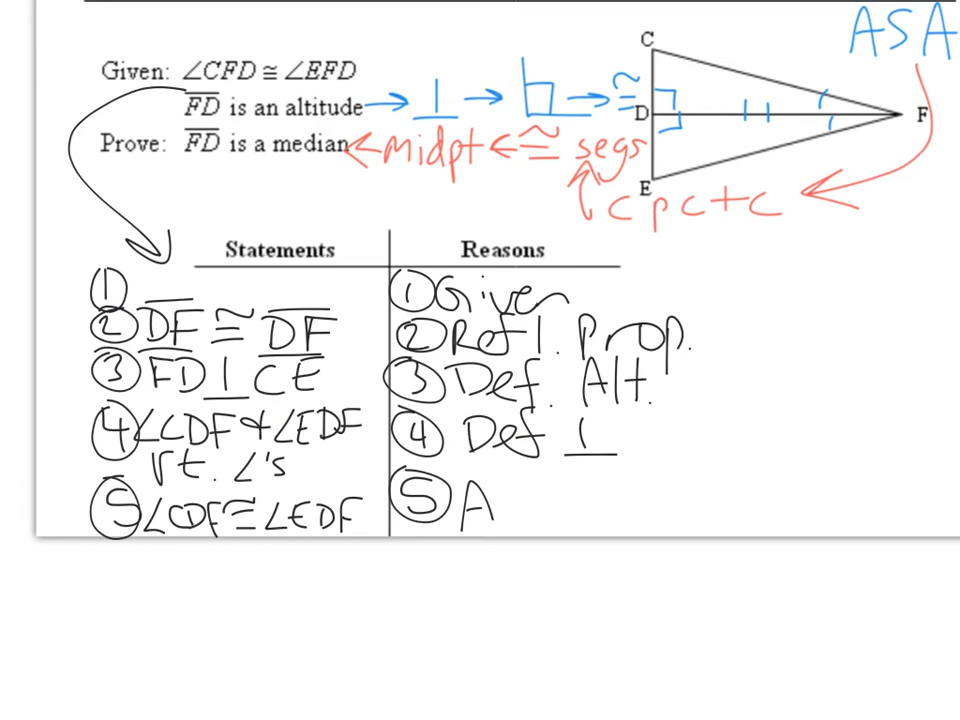 ASA
C
Given: ∠CFD ≅ ∠EFD
FD is an altitude → ⊥ → → ≅
D
F
Prove: FD is a median ← midpt ← ≅ segs
E
cpctc
Statements
Reasons
①
① Given
② DF ≅ DF
② Refl. Prop.
③ FD ⊥ CE
③ Def. Alt.
④ ∠CDF + ∠EDF
rt. ∠'s
④ Def ⊥
⑤ ∠CDF ≅ ∠EDF
⑤ A